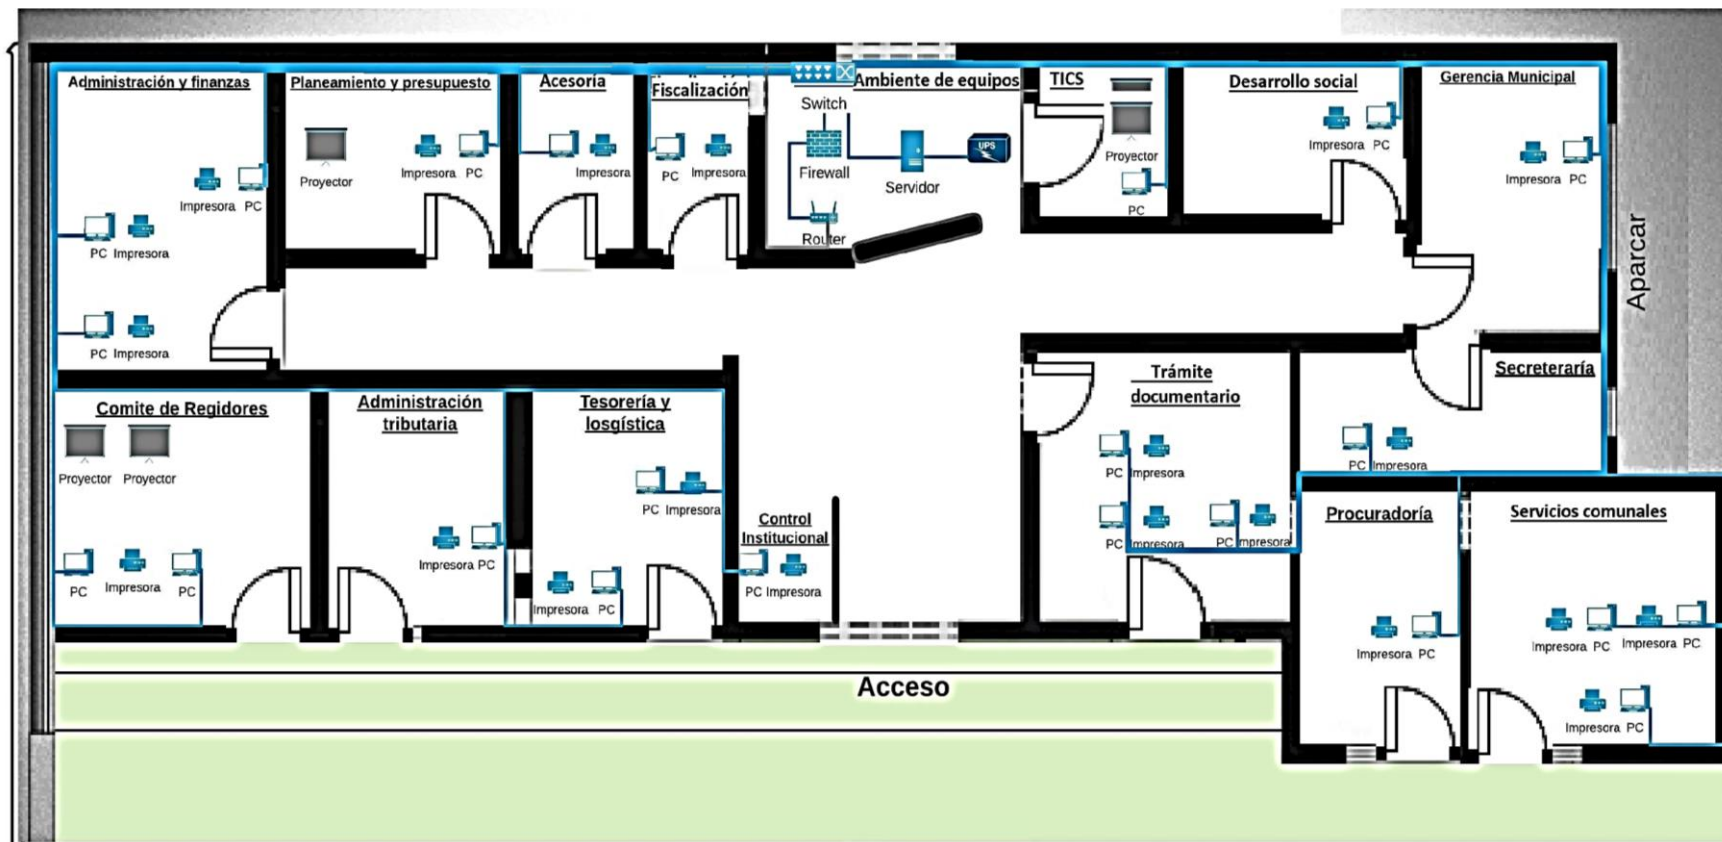 Administración y finanzas
Impresora PC
PC Impresora
PC Impresora
Planeamiento y presupuesto
Proyector
Impresora PC
Acesoría
Impresora
Fiscalización
PC
Impresora
Ambiente de equipos
Switch
Firewall
Servidor
UPS
Router
TICS
Proyector
PC
Desarrollo social
Impresora PC
Gerencia Municipal
Impresora PC
Aparcar
Comite de Regidores
Proyector Proyector
PC
Impresora
PC
Administración
tributaria
Impresora PC
Tesorería y
losgística
PC Impresora
Impresora PC
Control
Institucional
PC Impresora
Trámite
documentario
PC Impresora
PC Impresora
PC mpresora
Secreteraría
PC Impresora
Procuradoría
Impresora PC
Servicios comunales
Impresora PC Impresora PC
Impresora PC
Acceso